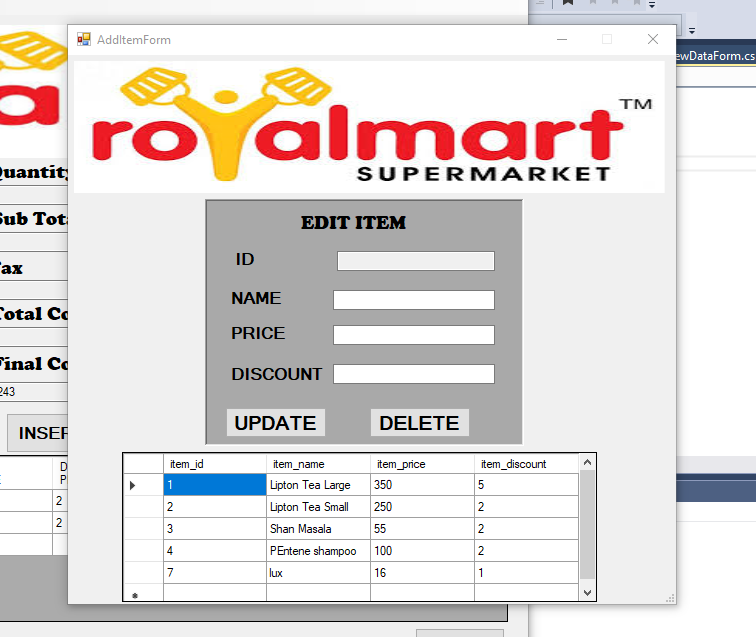 AddItemForm
ewDataForm.cs
royalmart TM
SUPERMARKET
Quantity
Sub Tota
Tax
Total Co
Final Co
243
INSER
EDIT ITEM
ID
NAME
PRICE
DISCOUNT
UPDATE DELETE
item_id item_name item_price item_discount
1 Lipton Tea Large 350 5
2 Lipton Tea Small 250 2
3 Shan Masala 55 2
4 PEntene shampoo 100 2
7 lux 16 1
D
P
2
2